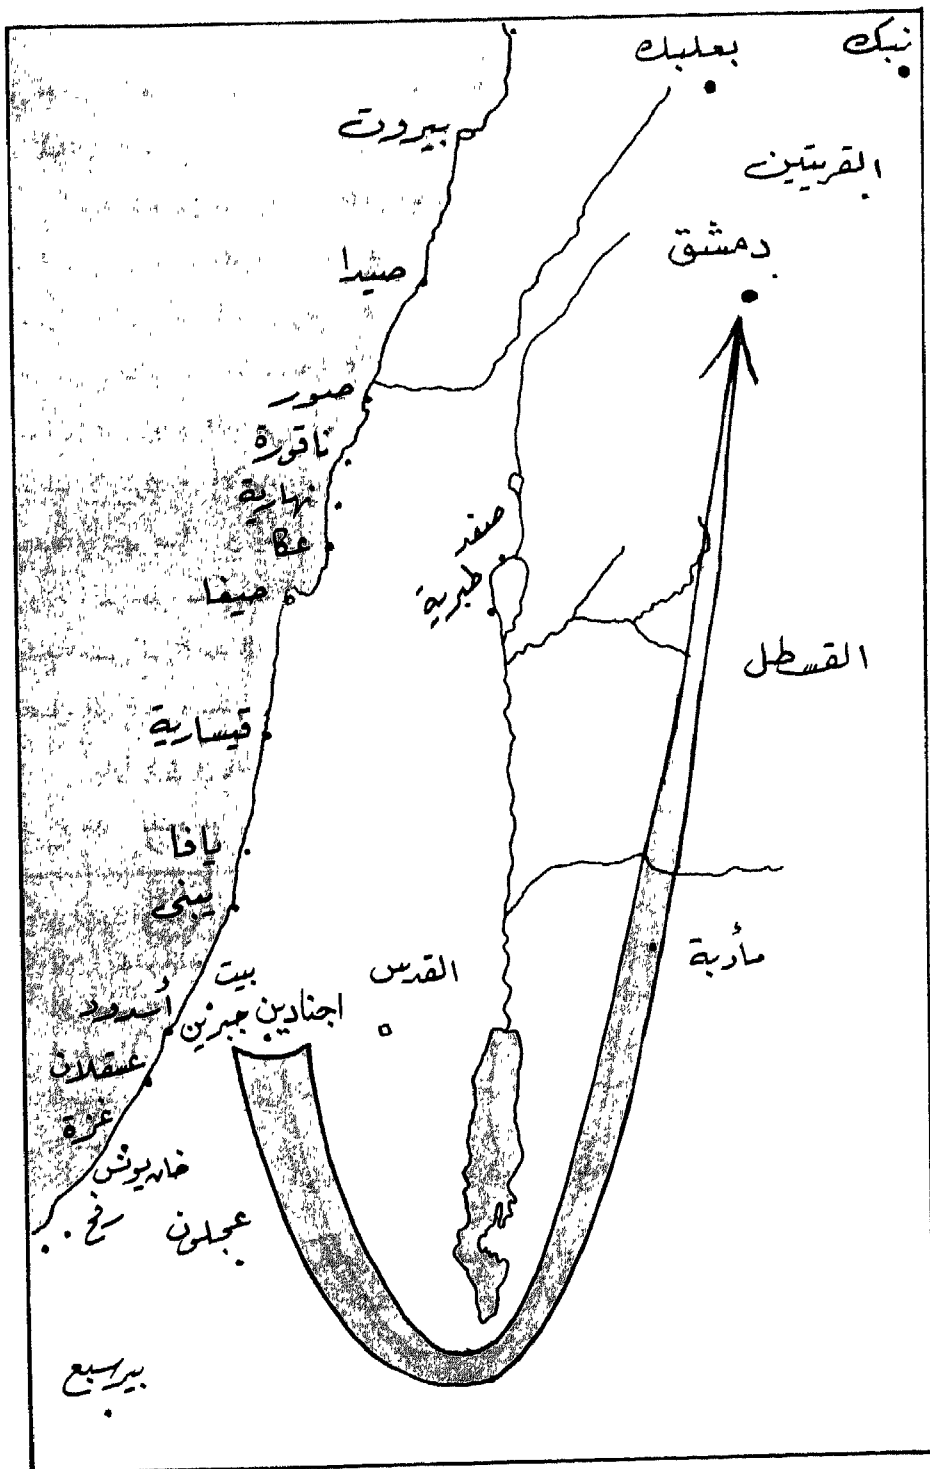 نبك
بعلبك
بيروت
القريتين
دمشق
صيدا
صور
ناقورة
نهارية
عكا
حيفا
صفد
طبرية
القسطل
قيسارية
يافا
يبنى
مأدبة
القدس
بيت
اجنادين جبرين
أسدود
عسقلان
غزة
خان يونس
رفح
عجلون
بير سبع